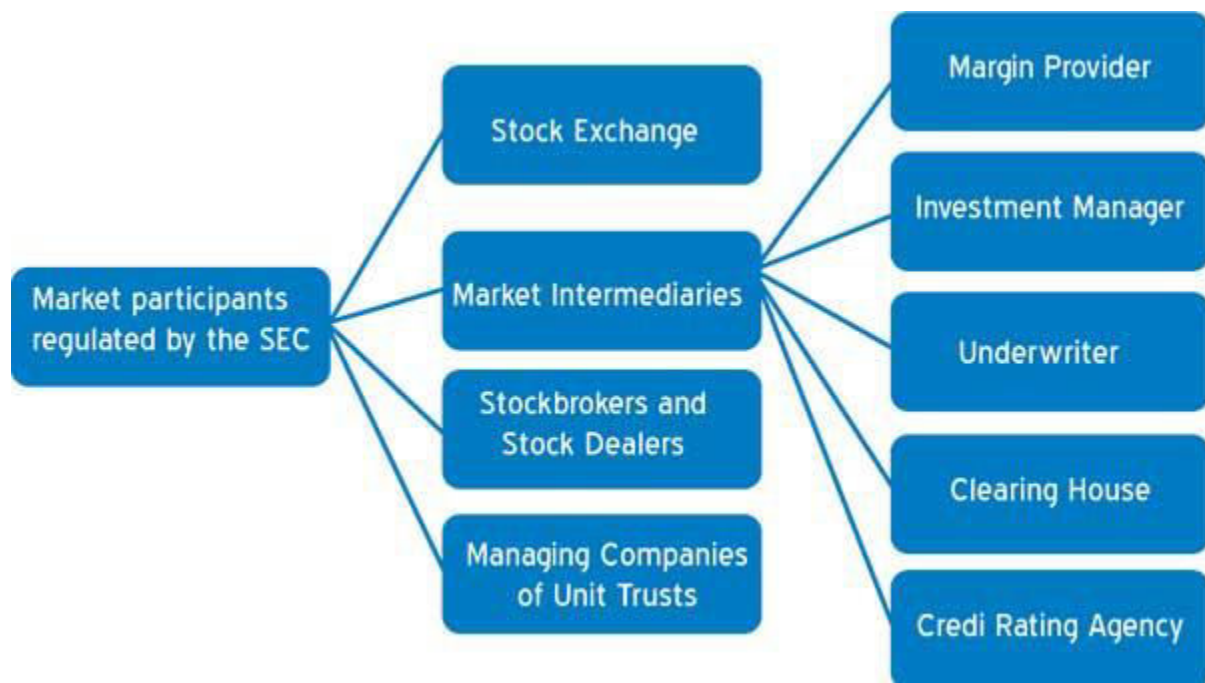 Market participants
regulated by the SEC
Stock Exchange
Market Intermediaries
Stockbrokers and
Stock Dealers
Managing Companies
of Unit Trusts
Margin Provider
Investment Manager
Underwriter
Clearing House
Credi Rating Agency